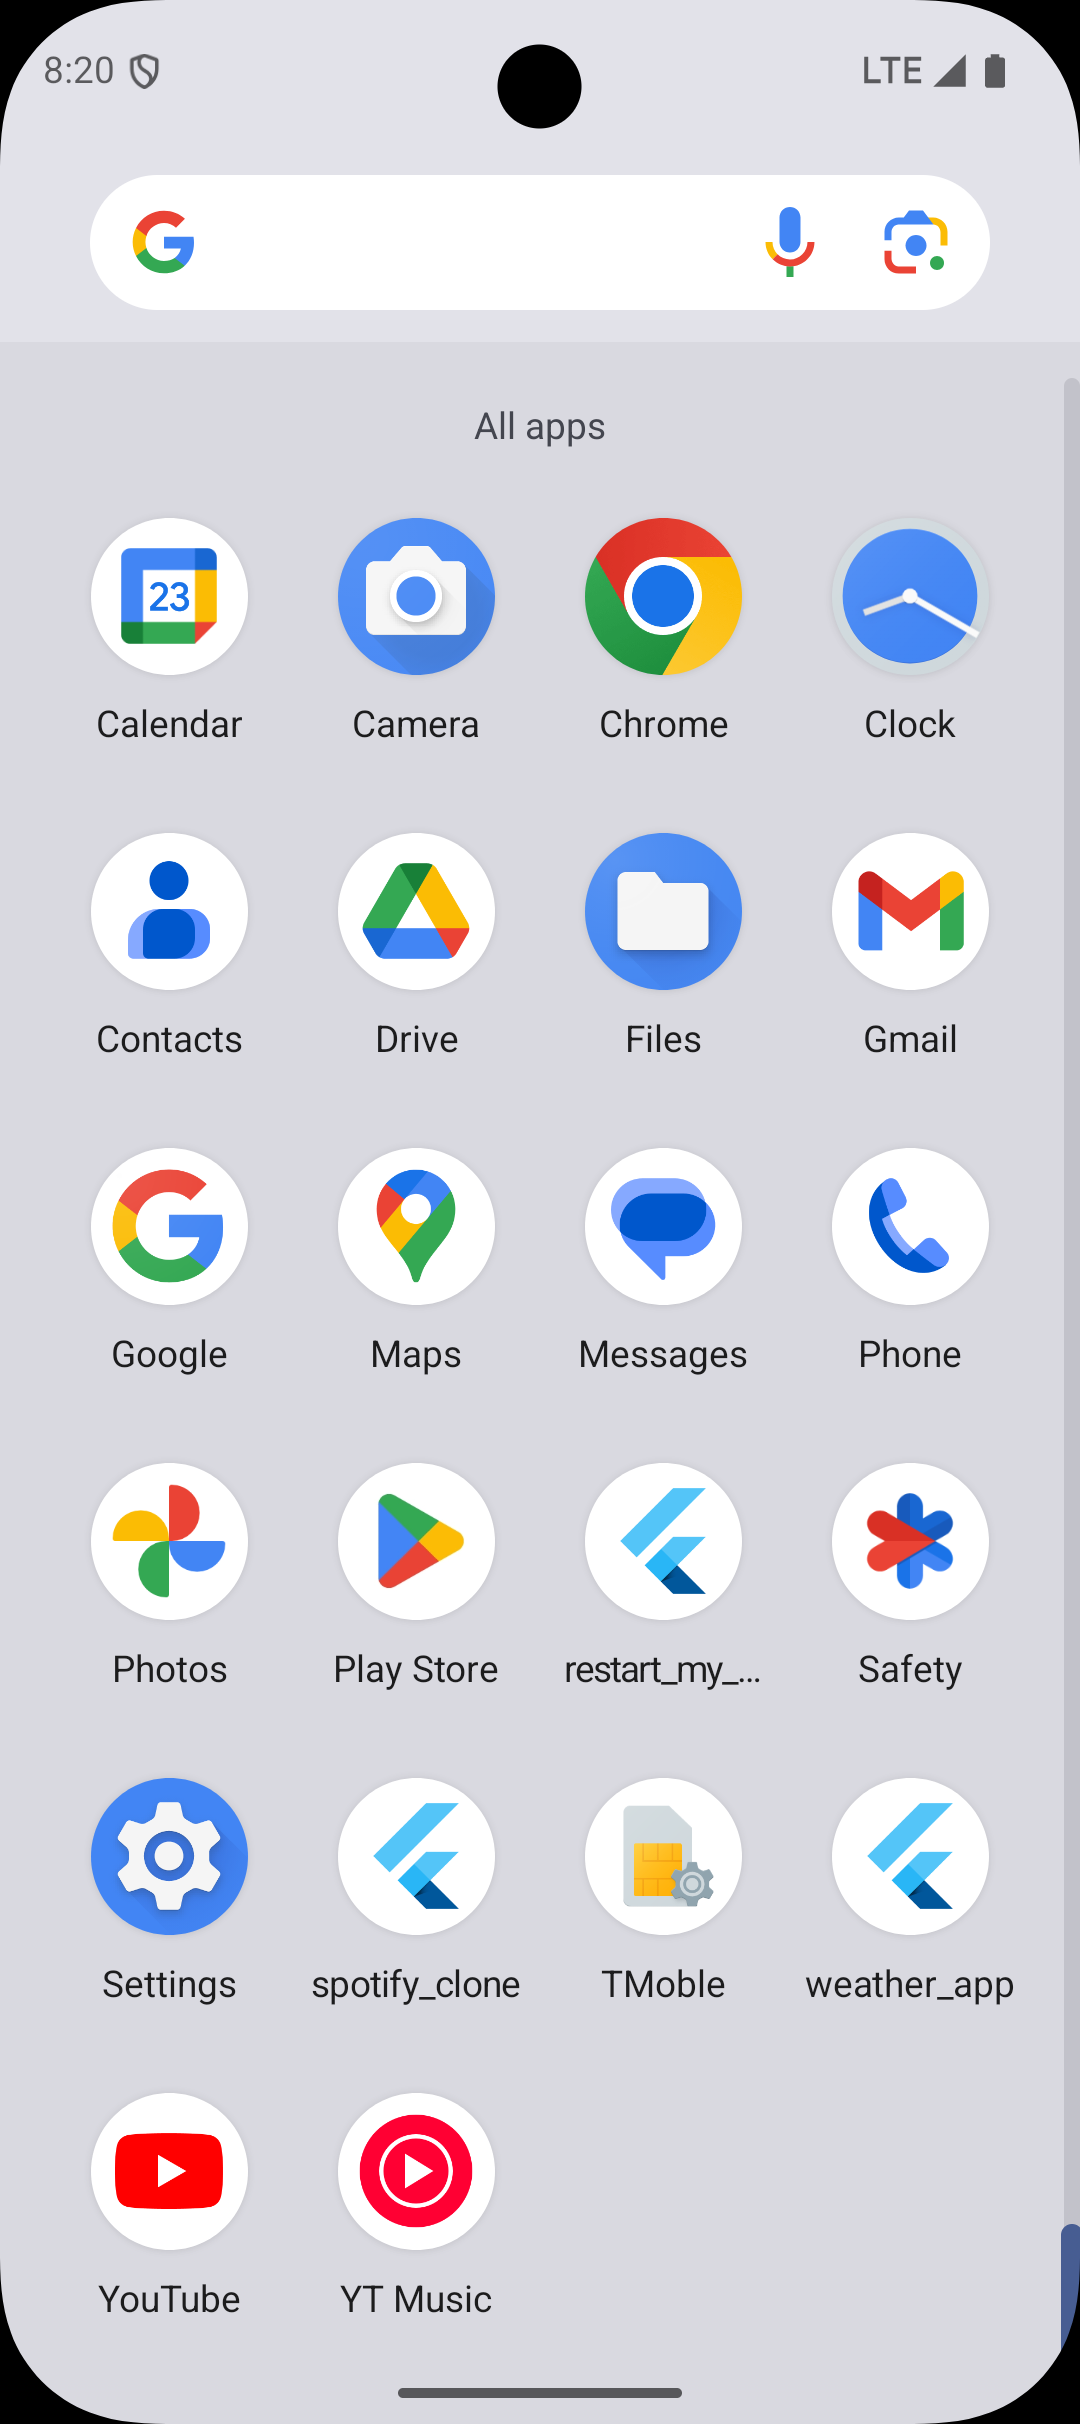 8:20 LTE
All apps
23
Calendar Camera Chrome Clock
Contacts Drive Files Gmail
Google Maps Messages Phone
Photos Play Store restart_my_... Safety
Settings spotify_clone TMoble weather_app
YouTube YT Music